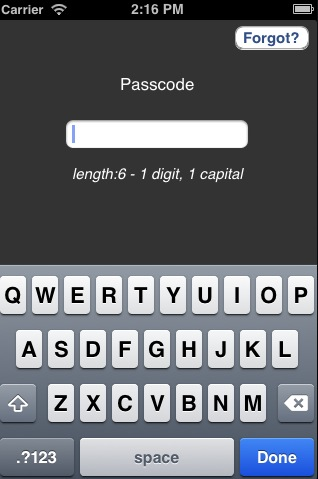 Carrier 2:16 PM
Forgot?
Passcode
length:6 - 1 digit, 1 capital
Q W E R T Y U I O P
A S D F G H J K L
Z X C V B N M
.?123 space Done